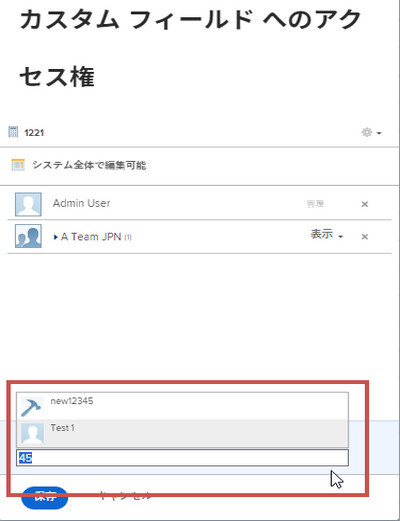 カスタム フィールド へのアク
セス権
1221
システム全体で編集可能
Admin User 管理 ×
A Team JPN (1) 表示 ×
new12345
Test 1
45
保存 キャンセル